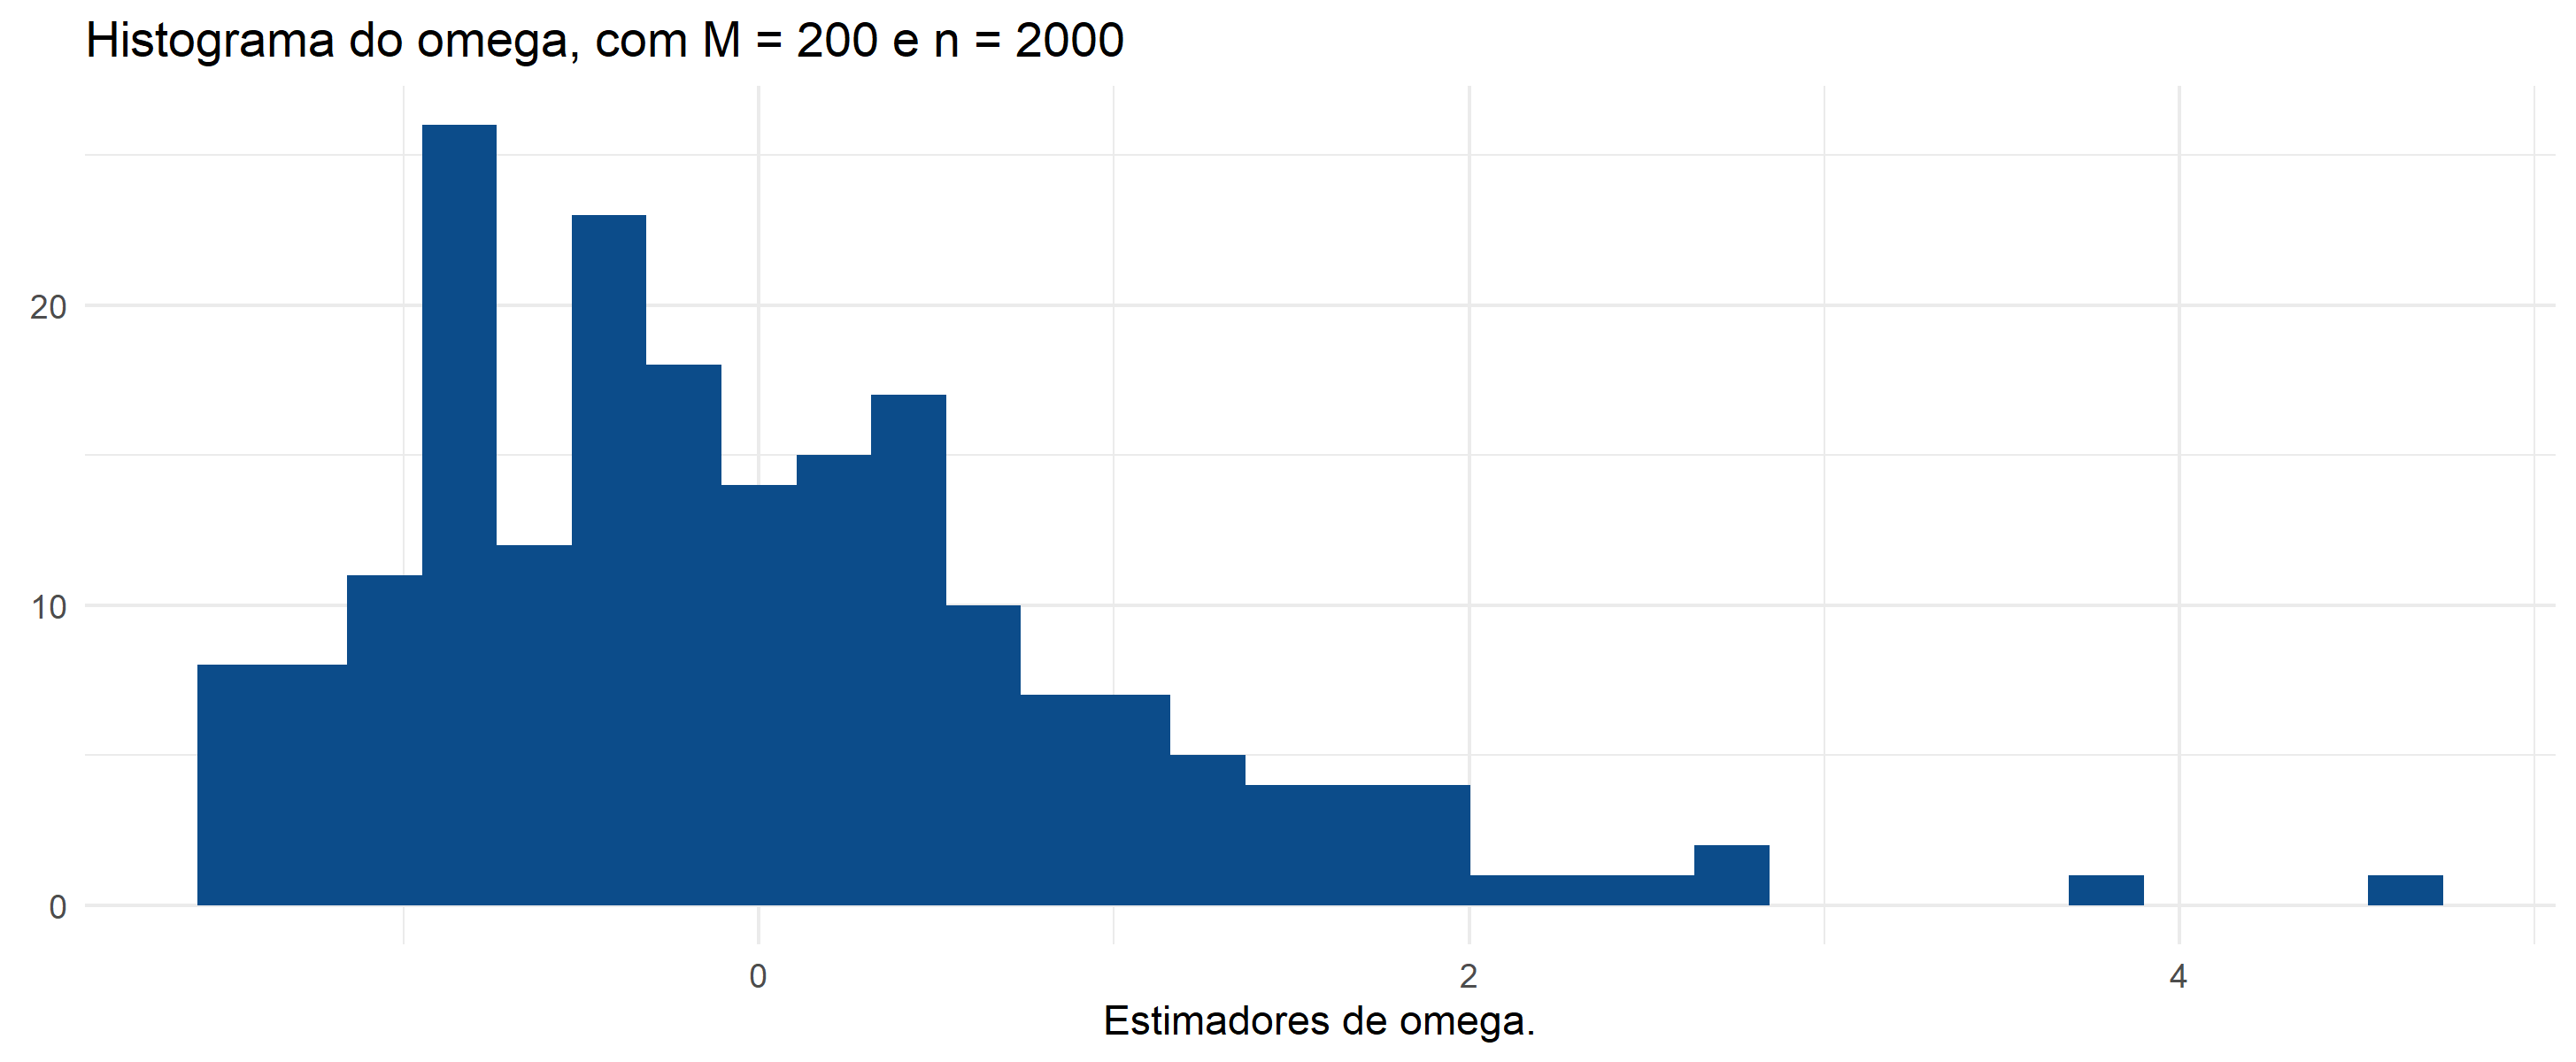 Histograma do omega, com M = 200 e n = 2000
20
10
0
0 2 4
Estimadores de omega.